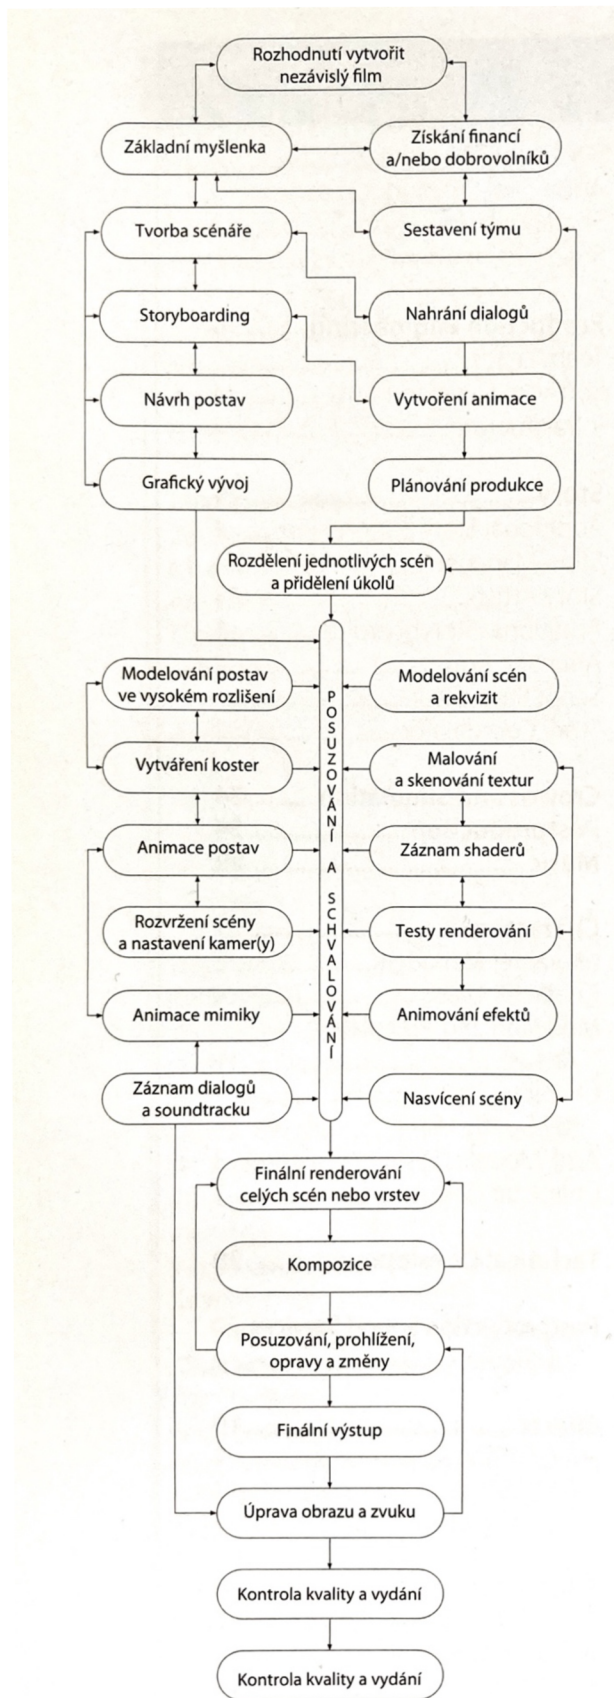 Rozhodnutí vytvořit
nezávislý film
Základní myšlenka
Získání financí
a/nebo dobrovolníků
Tvorba scénáře
Sestavení týmu
Storyboarding
Nahrání dialogů
Návrh postav
Vytvoření animace
Grafický vývoj
Plánování produkce
Rozdělení jednotlivých scén
a přidělení úkolů
POSUZOVÁNÍ A SCHVALOVÁNÍ
Modelování postav
ve vysokém rozlišení
Modelování scén
a rekvizit
Vytváření koster
Malování
a skenování textur
Animace postav
Záznam shaderů
Rozvržení scény
a nastavení kamer(y)
Testy renderování
Animace mimiky
Animování efektů
Záznam dialogů
a soundtracku
Nasvícení scény
Finální renderování
celých scén nebo vrstev
Kompozice
Posuzování, prohlížení,
opravy a změny
Finální výstup
Úprava obrazu a zvuku
Kontrola kvality a vydání
Kontrola kvality a vydání